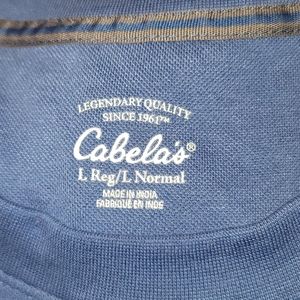 LEGENDARY QUALITY
SINCE 1961™
Cabela's®
L Reg/L Normal
MADE IN INDIA
FABRIQUÉ EN INDE